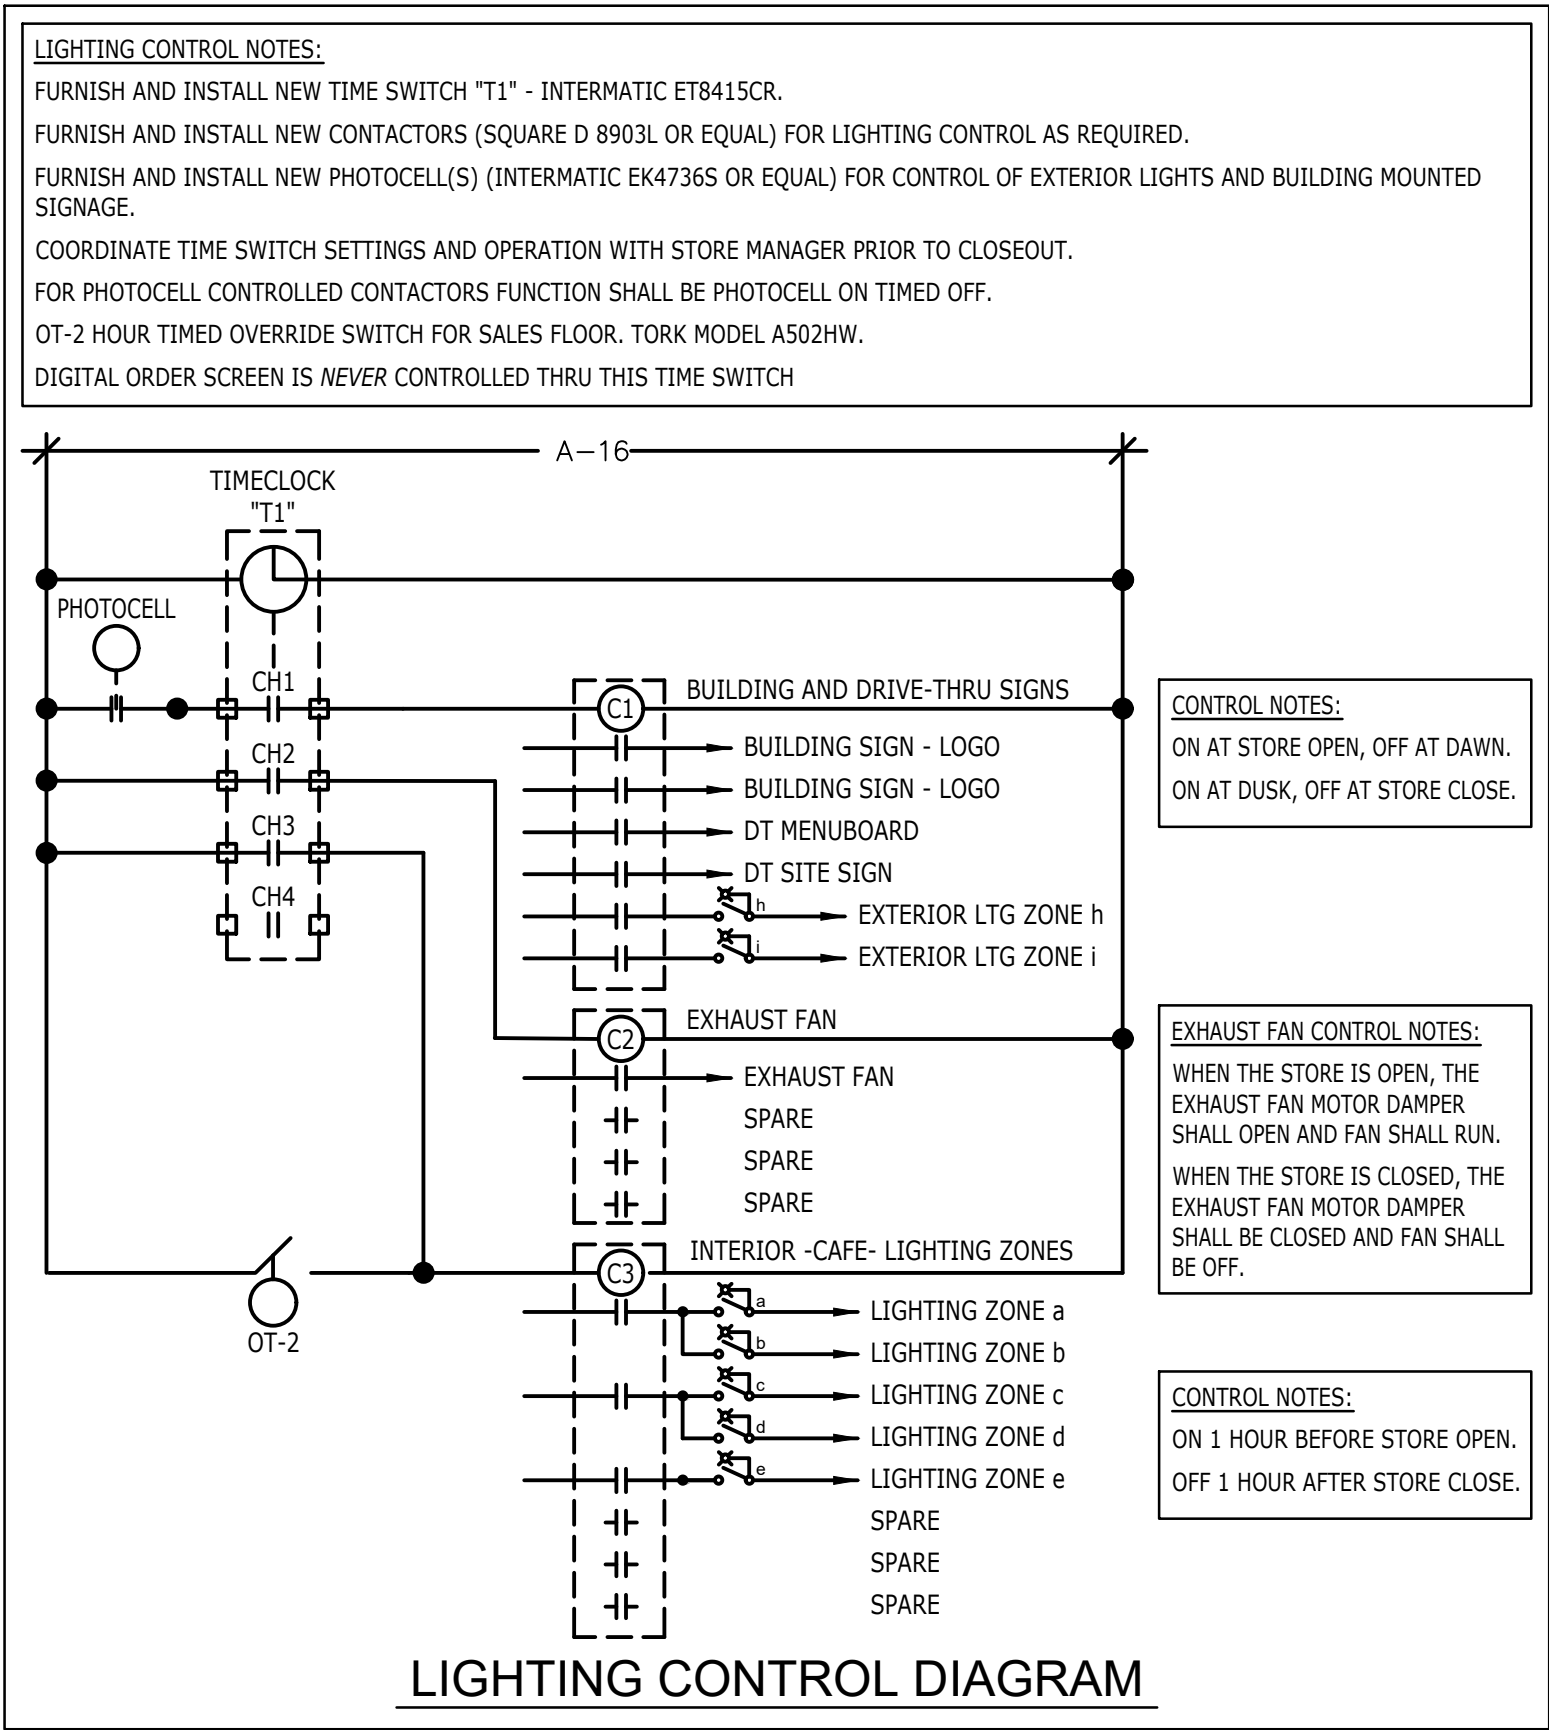 LIGHTING CONTROL NOTES:
FURNISH AND INSTALL NEW TIME SWITCH "T1" - INTERMATIC ET8415CR.
FURNISH AND INSTALL NEW CONTACTORS (SQUARE D 8903L OR EQUAL) FOR LIGHTING CONTROL AS REQUIRED.
FURNISH AND INSTALL NEW PHOTOCELL(S) (INTERMATIC EK4736S OR EQUAL) FOR CONTROL OF EXTERIOR LIGHTS AND BUILDING MOUNTED
SIGNAGE.
COORDINATE TIME SWITCH SETTINGS AND OPERATION WITH STORE MANAGER PRIOR TO CLOSEOUT.
FOR PHOTOCELL CONTROLLED CONTACTORS FUNCTION SHALL BE PHOTOCELL ON TIMED OFF.
OT-2 HOUR TIMED OVERRIDE SWITCH FOR SALES FLOOR. TORK MODEL A502HW.
DIGITAL ORDER SCREEN IS NEVER CONTROLLED THRU THIS TIME SWITCH
A-16
TIMECLOCK
"T1"
PHOTOCELL
CH1
CH2
CH3
CH4
C1
BUILDING AND DRIVE-THRU SIGNS
BUILDING SIGN - LOGO
BUILDING SIGN - LOGO
DT MENUBOARD
DT SITE SIGN
h
EXTERIOR LTG ZONE h
i
EXTERIOR LTG ZONE i
CONTROL NOTES:
ON AT STORE OPEN, OFF AT DAWN.
ON AT DUSK, OFF AT STORE CLOSE.
C2
EXHAUST FAN
EXHAUST FAN
SPARE
SPARE
SPARE
EXHAUST FAN CONTROL NOTES:
WHEN THE STORE IS OPEN, THE
EXHAUST FAN MOTOR DAMPER
SHALL OPEN AND FAN SHALL RUN.
WHEN THE STORE IS CLOSED, THE
EXHAUST FAN MOTOR DAMPER
SHALL BE CLOSED AND FAN SHALL
BE OFF.
OT-2
C3
INTERIOR -CAFE- LIGHTING ZONES
a
LIGHTING ZONE a
b
LIGHTING ZONE b
c
LIGHTING ZONE c
d
LIGHTING ZONE d
e
LIGHTING ZONE e
SPARE
SPARE
SPARE
CONTROL NOTES:
ON 1 HOUR BEFORE STORE OPEN.
OFF 1 HOUR AFTER STORE CLOSE.
LIGHTING CONTROL DIAGRAM